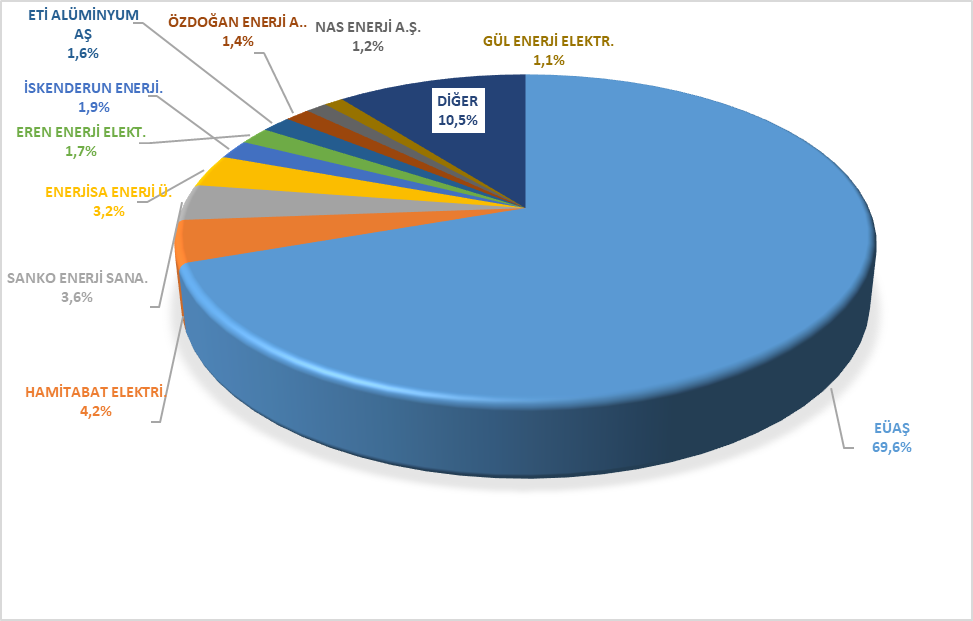 ETİ ALÜMİNYUM
AŞ
1,6%
ÖZDOĞAN ENERJİ A..
1,4%
NAS ENERJİ A.Ş.
1,2%
GÜL ENERJİ ELEKTR.
1,1%
DİĞER
10,5%
İSKENDERUN ENERJİ.
1,9%
EREN ENERJİ ELEKT.
1,7%
ENERJİSA ENERJİ Ü.
3,2%
SANKO ENERJİ SANA.
3,6%
HAMİTABAT ELEKTRİ.
4,2%
EÜAŞ
69,6%